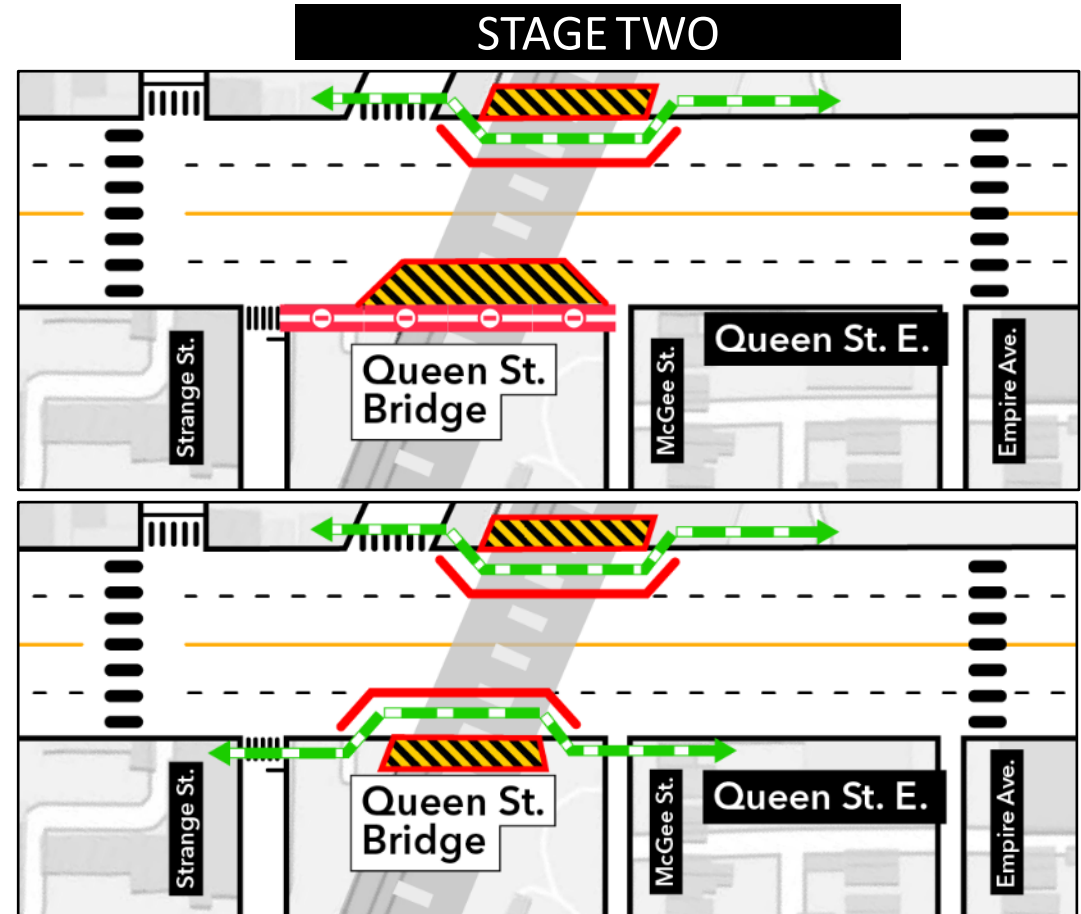 STAGE TWO
Strange St.
Queen St.
Bridge
McGee St.
Queen St. E.
Empire Ave.
Strange St.
Queen St.
Bridge
McGee St.
Queen St. E.
Empire Ave.